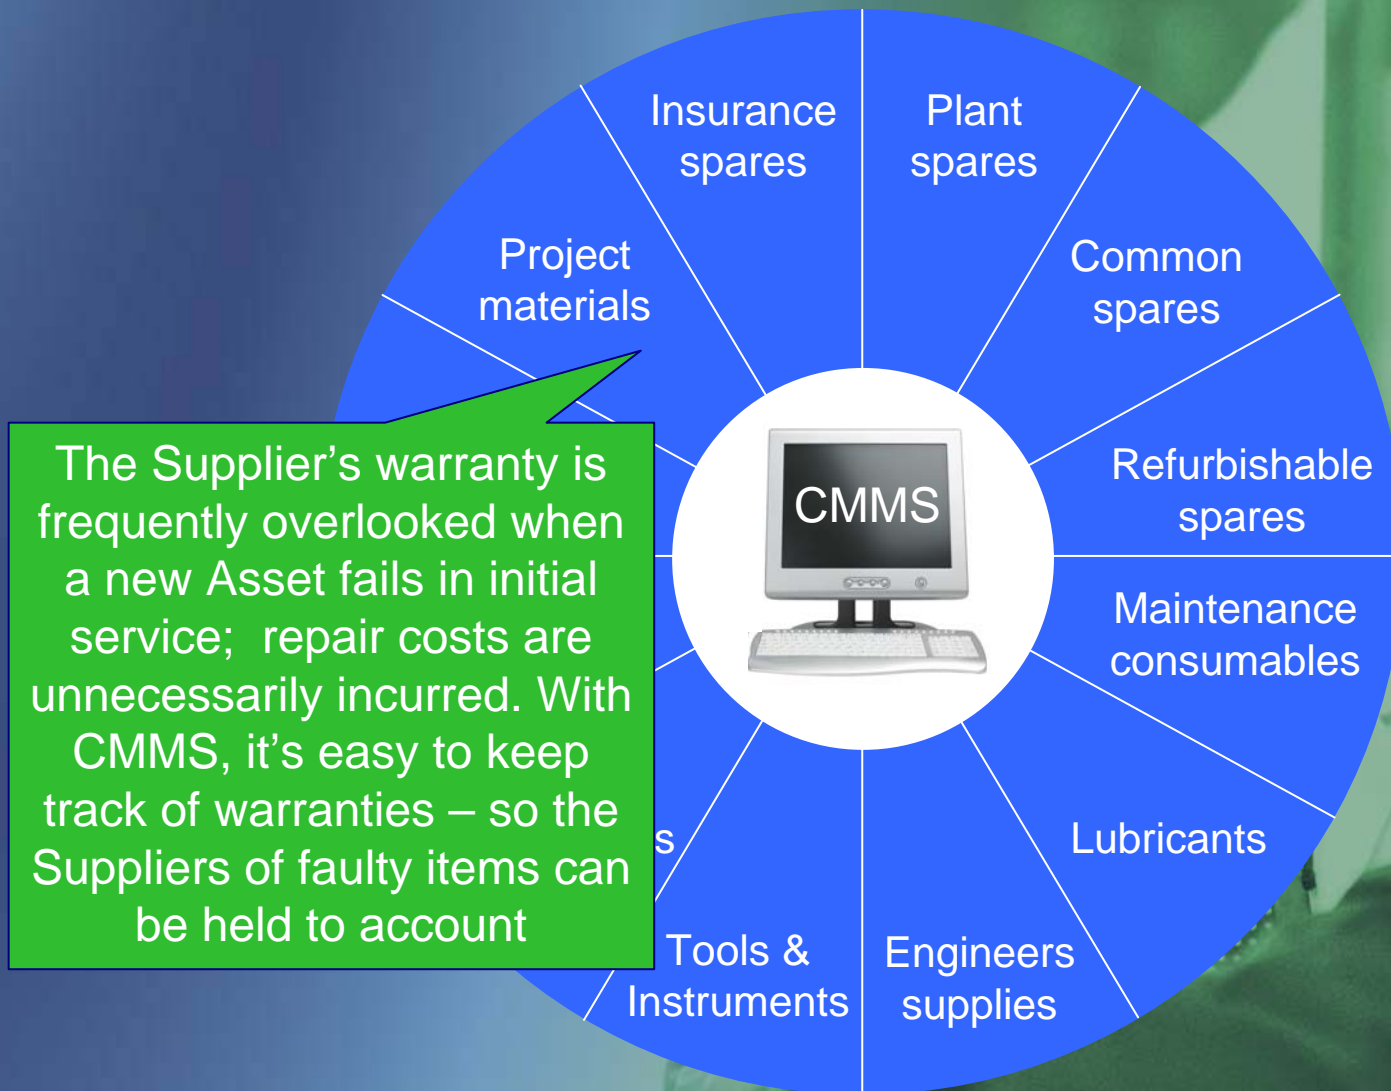 Insurance
spares
Plant
spares
Project
materials
Common
spares
Refurbishable
spares
CMMS
Maintenance
consumables
Lubricants
Engineers
supplies
Tools &
Instruments
s
The Supplier’s warranty is
frequently overlooked when
a new Asset fails in initial
service;  repair costs are
unnecessarily incurred. With
CMMS, it’s easy to keep
track of warranties – so the
Suppliers of faulty items can
be held to account